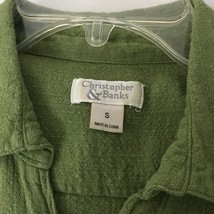 Christopher
& Banks
S
MADE IN CHINA